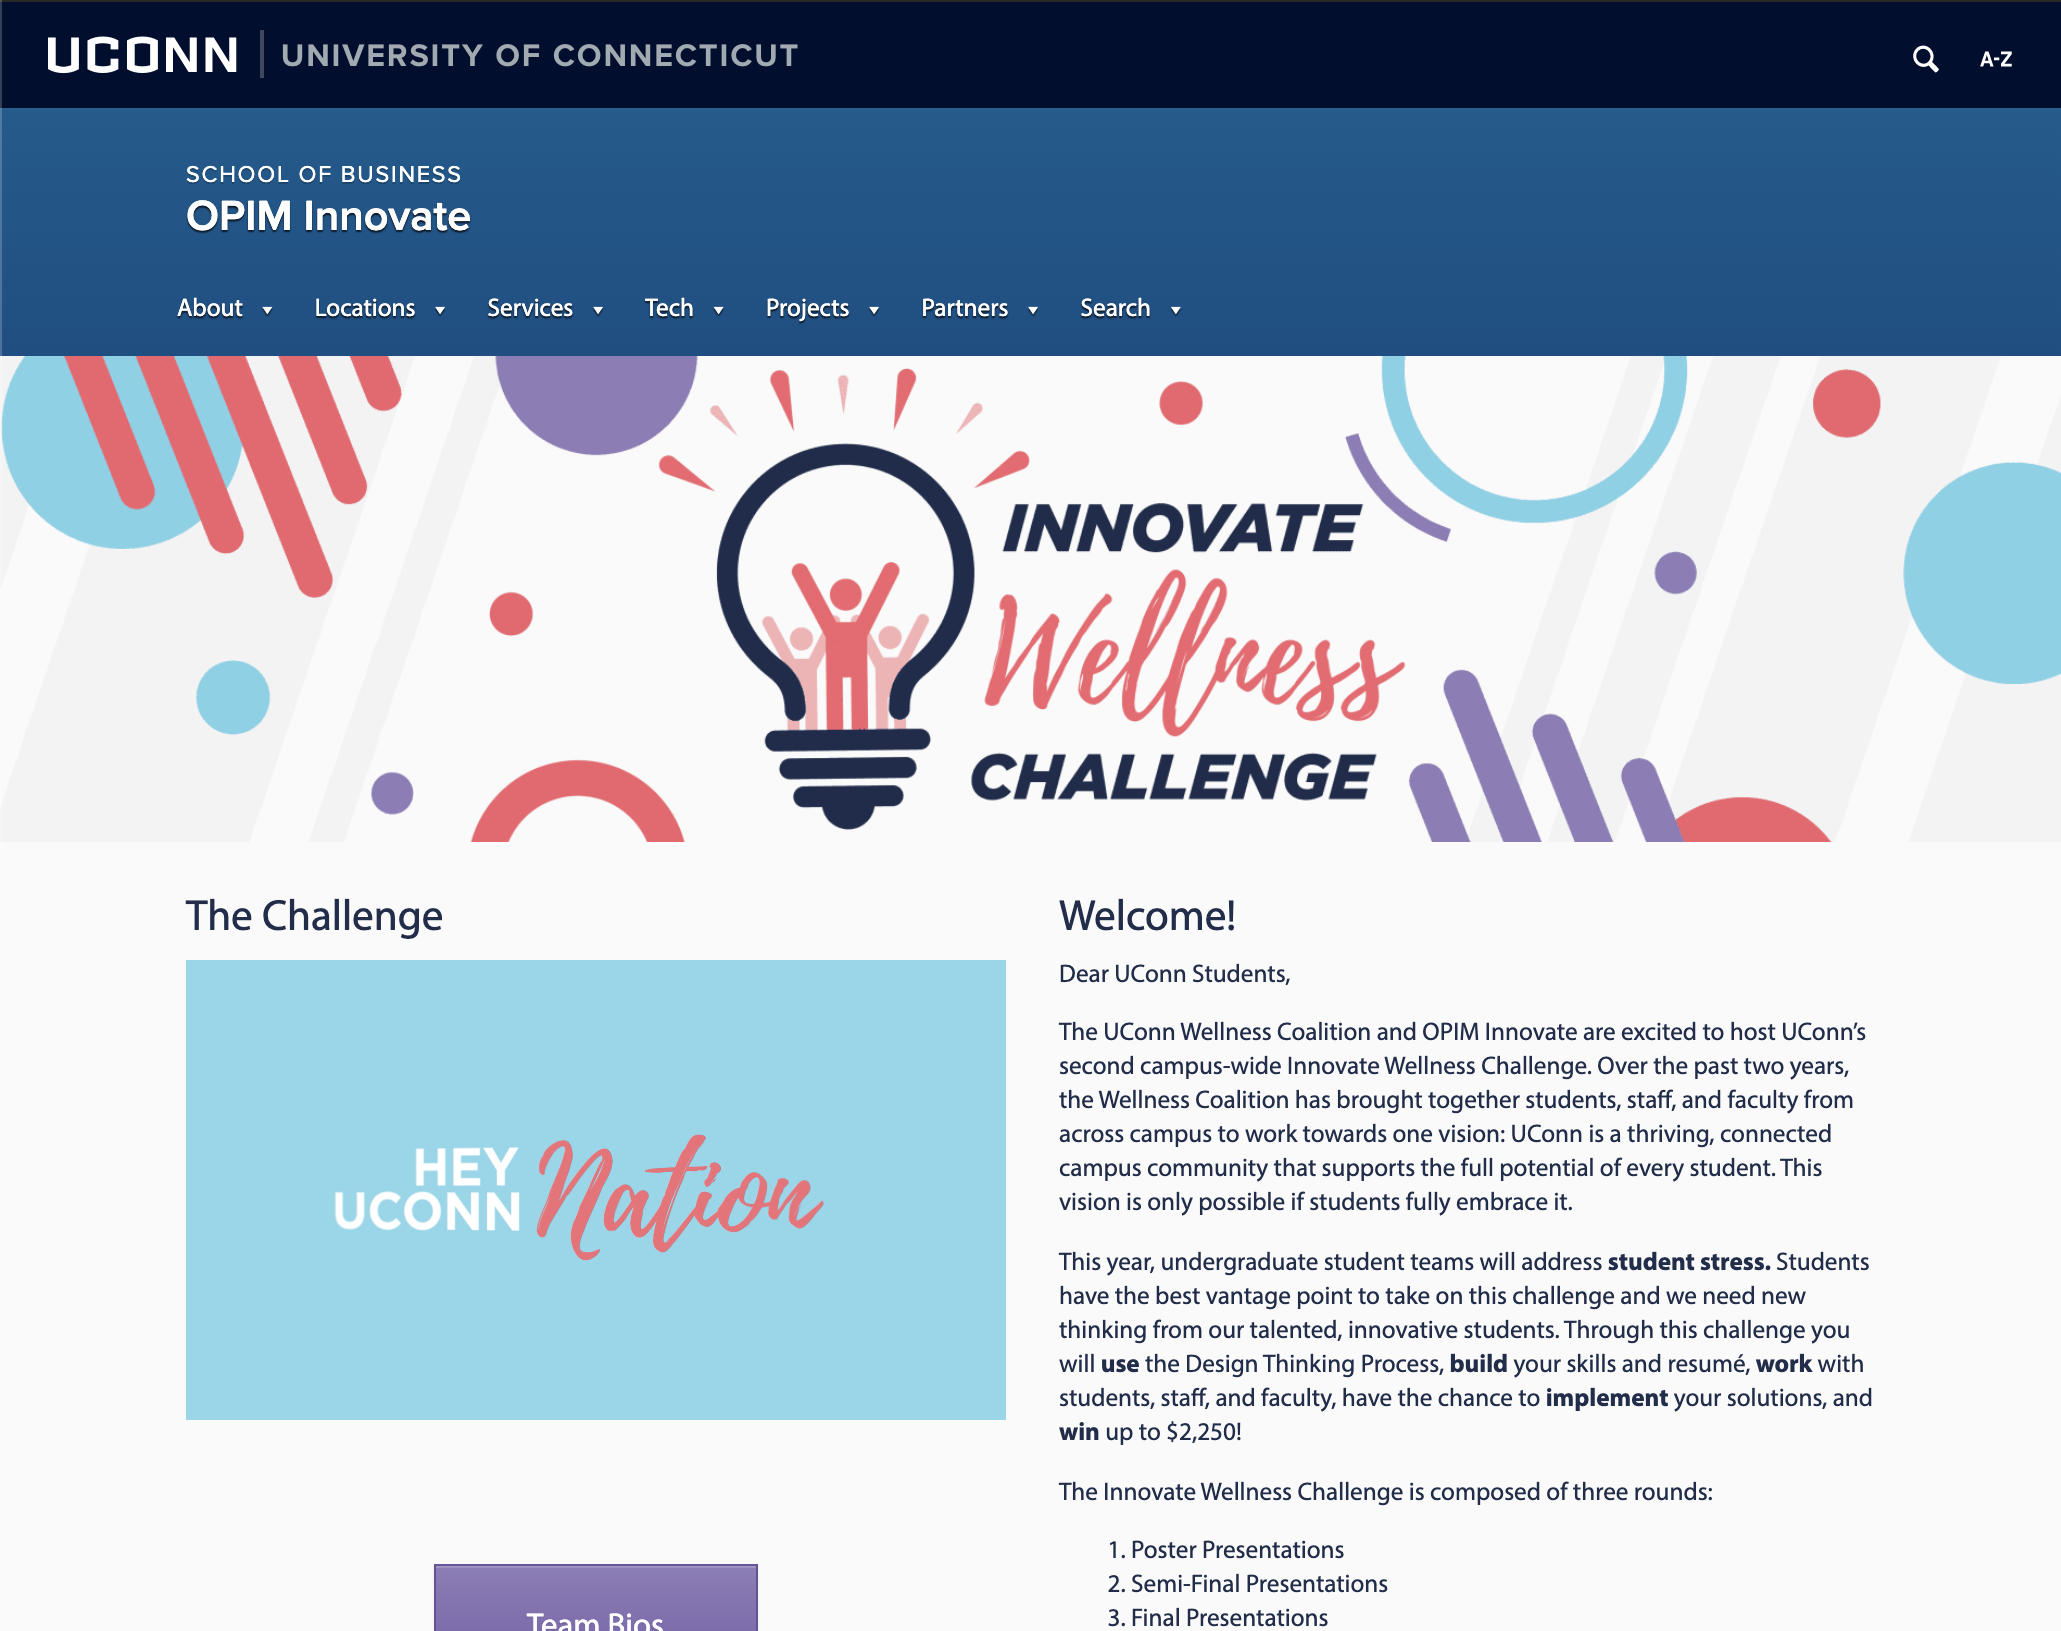 UCONN UNIVERSITY OF CONNECTICUT
A-Z
SCHOOL OF BUSINESS
OPIM Innovate
About Locations Services Tech Projects Partners Search
INNOVATE
Wellness
CHALLENGE
The Challenge
HEY
UCONN Nation
Team Bios
Welcome!
Dear UConn Students,
The UConn Wellness Coalition and OPIM Innovate are excited to host UConn’s
second campus-wide Innovate Wellness Challenge. Over the past two years,
the Wellness Coalition has brought together students, staff, and faculty from
across campus to work towards one vision: UConn is a thriving, connected
campus community that supports the full potential of every student. This
vision is only possible if students fully embrace it.
This year, undergraduate student teams will address student stress. Students
have the best vantage point to take on this challenge and we need new
thinking from our talented, innovative students. Through this challenge you
will use the Design Thinking Process, build your skills and resumé, work with
students, staff, and faculty, have the chance to implement your solutions, and
win up to $2,250!
The Innovate Wellness Challenge is composed of three rounds:
1. Poster Presentations
2. Semi-Final Presentations
3. Final Presentations